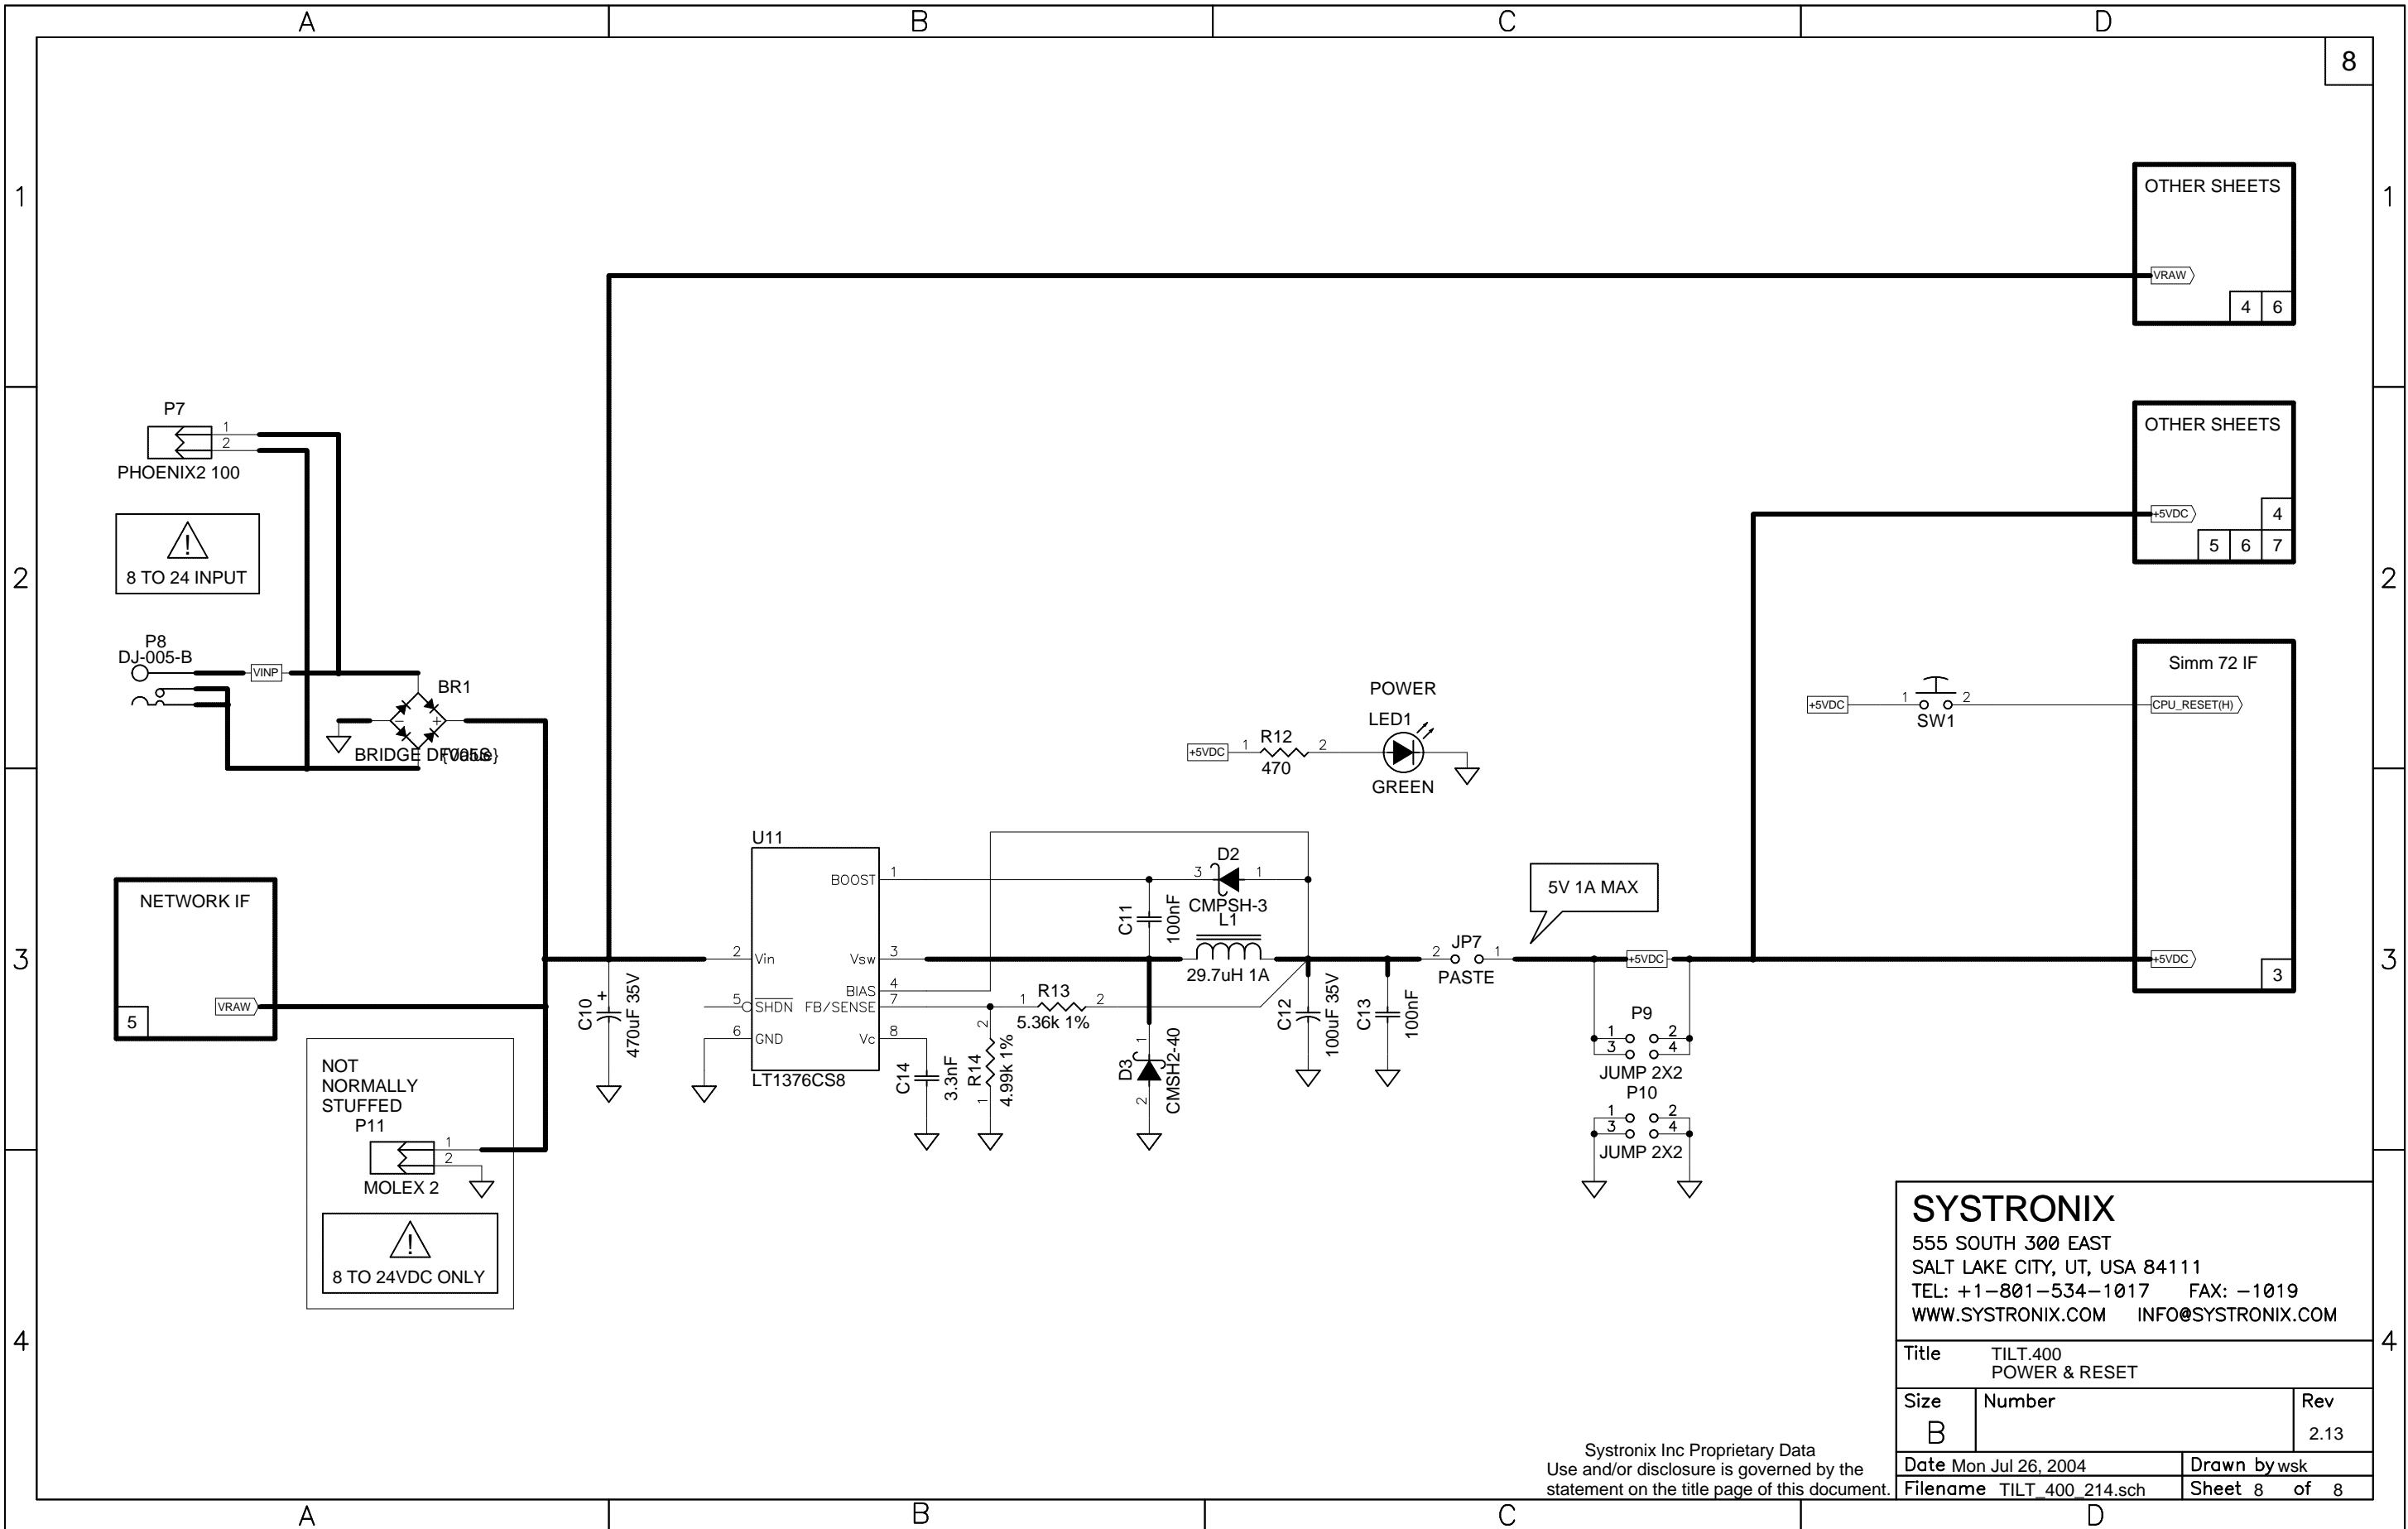 A B C D
8
1
1
OTHER SHEETS
VRAW
4 6
P7
1
2
PHOENIX2 100
OTHER SHEETS
+5VDC
4
5 6 7
8 TO 24 INPUT
!
2
2
P8
DJ-005-B
VINP
BR1
- +
BRIDGE
POWER
LED1
+5VDC 1 R12 2
470
GREEN
Simm 72 IF
+5VDC 1 2 CPU_RESET(H)
SW1
U11
BOOST 1
3 D2 1
CMPSH-3
L1
C11 100nF
5V 1A MAX
NETWORK IF
VRAW
5
3
3
2 Vin
Vsw 3
29.7uH 1A
2 JP7 1
PASTE
+5VDC
+5VDC
3
BIAS 4
5 SHDN FB/SENSE 7
1 R13 2
5.36k 1%
6 GND Vc 8
LT1376CS8
C10 + 470uF 35V
C14 3.3nF
R14 4.99k 1%
2
1
D3 CMSH2-40
1
2
C12 100uF 35V
C13 100nF
P9
1 2
3 4
JUMP 2X2
P10
1 2
3 4
JUMP 2X2
NOT
NORMALLY
STUFFED
P11
1
2
MOLEX 2
!
8 TO 24VDC ONLY
4
4
SYSTRONIX
555 SOUTH 300 EAST
SALT LAKE CITY, UT, USA 84111
TEL: +1-801-534-1017 FAX: -1019
WWW.SYSTRONIX.COM INFO@SYSTRONIX.COM
Title TILT.400
POWER & RESET
Size Number Rev
B 2.13
Date Mon Jul 26, 2004 Drawn by wsk
Filename TILT_400_214.sch Sheet 8 of 8
Systronix Inc Proprietary Data
Use and/or disclosure is governed by the
statement on the title page of this document.
A B C D